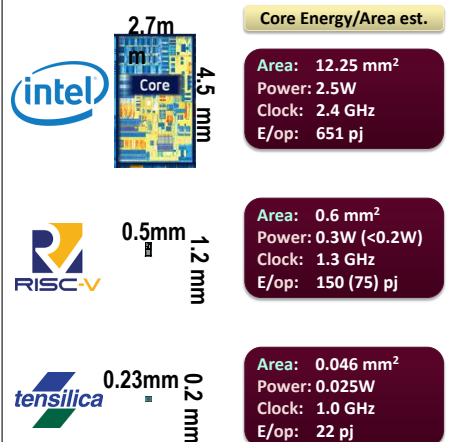 Core Energy/Area est.
2.7m
m
4.5 mm
intel
Core
Area: 12.25 mm²
Power: 2.5W
Clock: 2.4 GHz
E/op: 651 pj
RISC-V
0.5mm
1.2 mm
Area: 0.6 mm²
Power: 0.3W (<0.2W)
Clock: 1.3 GHz
E/op: 150 (75) pj
tensilica
0.23mm
0.2 mm
Area: 0.046 mm²
Power: 0.025W
Clock: 1.0 GHz
E/op: 22 pj